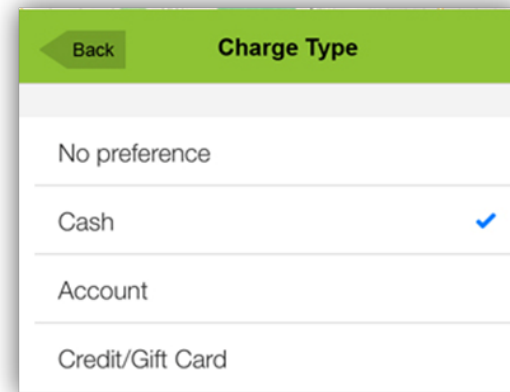 Back
Charge Type
No preference
Cash
Account
Credit/Gift Card